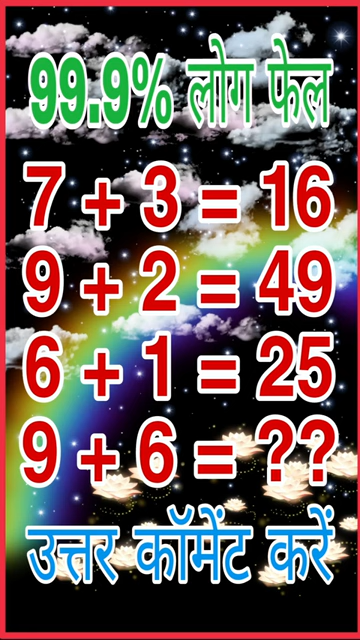 99.9% लोग फेल
7 + 3 = 16
9 + 2 = 49
6 + 1 = 25
9 + 6 = ??
उत्तर कॉमेंट करें